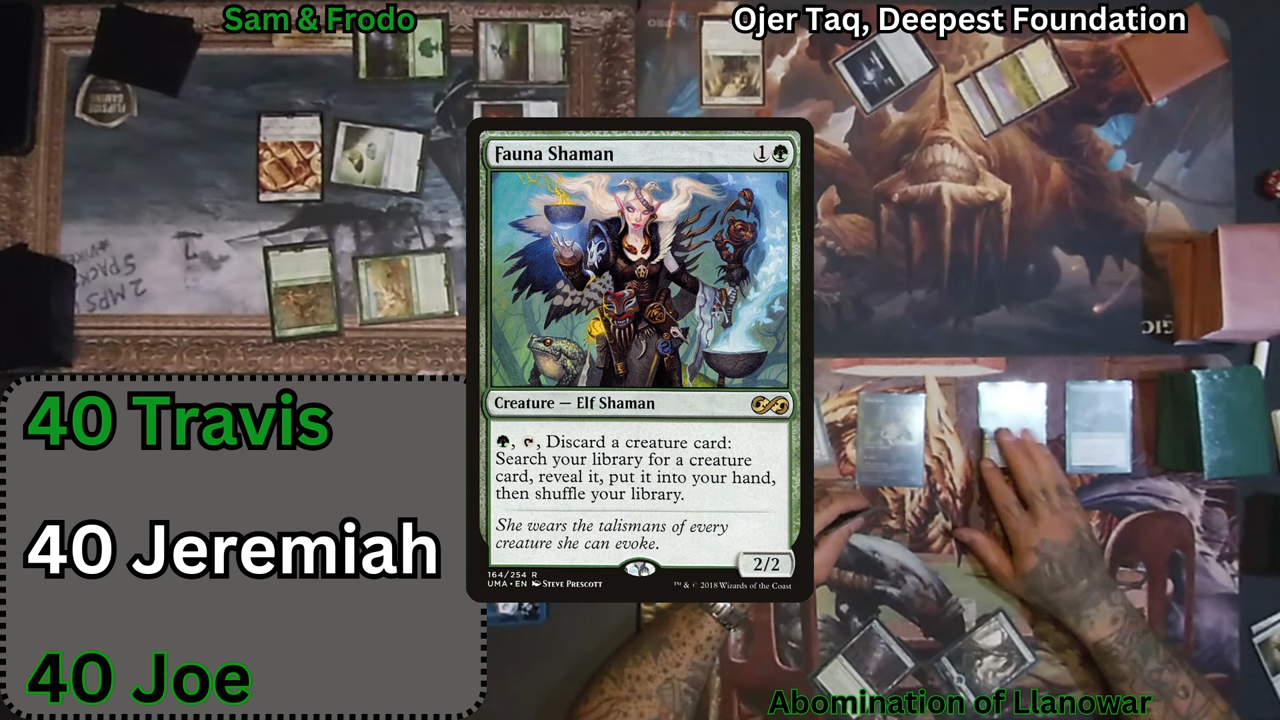 Sam & Frodo
Ojer Taq, Deepest Foundation
FLIPSIDE
GAMING
Fauna Shaman
1
Creature — Elf Shaman
, , Discard a creature card:
Search your library for a creature
card, reveal it, put it into your hand,
then shuffle your library.
She wears the talismans of every
creature she can evoke.
2/2
164/254 R
UMA • EN STEVE PRESCOTT
™ & © 2018 Wizards of the Coast
40 Travis
40 Jeremiah
40 Joe
Abomination of Llanowar